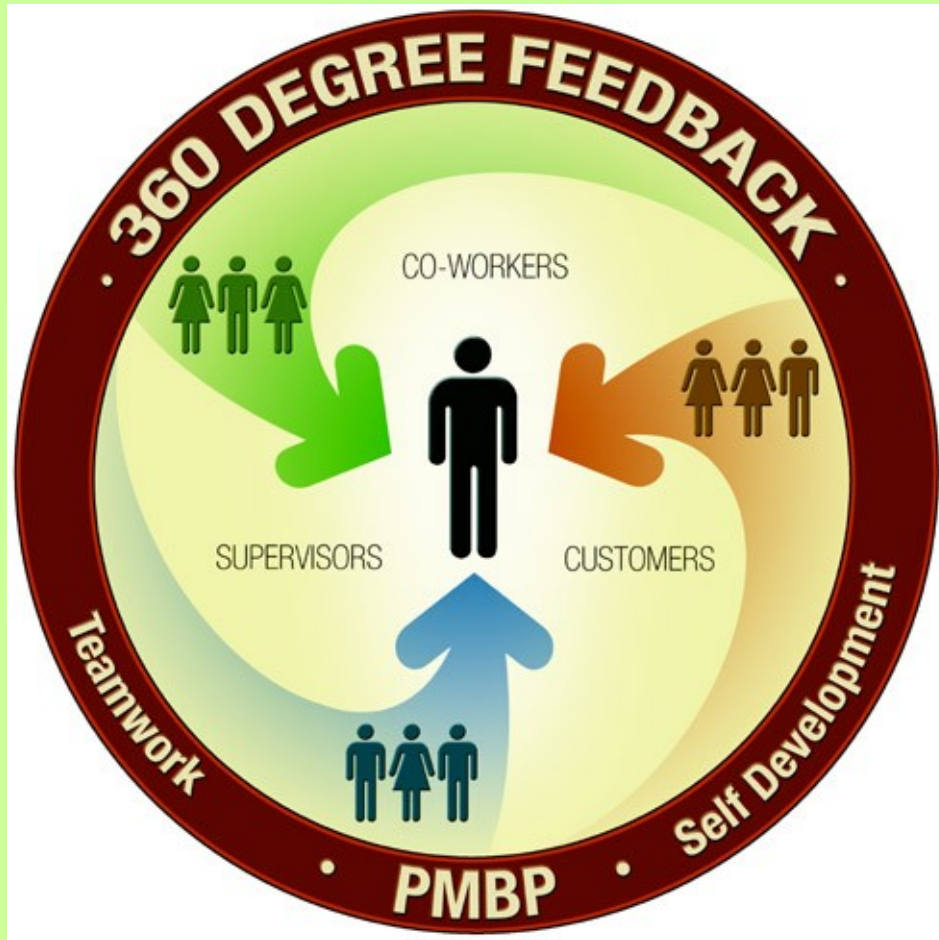 · 360 DEGREE FEEDBACK ·
CO-WORKERS
SUPERVISORS
CUSTOMERS
Teamwork
· PMBP ·
Self Development